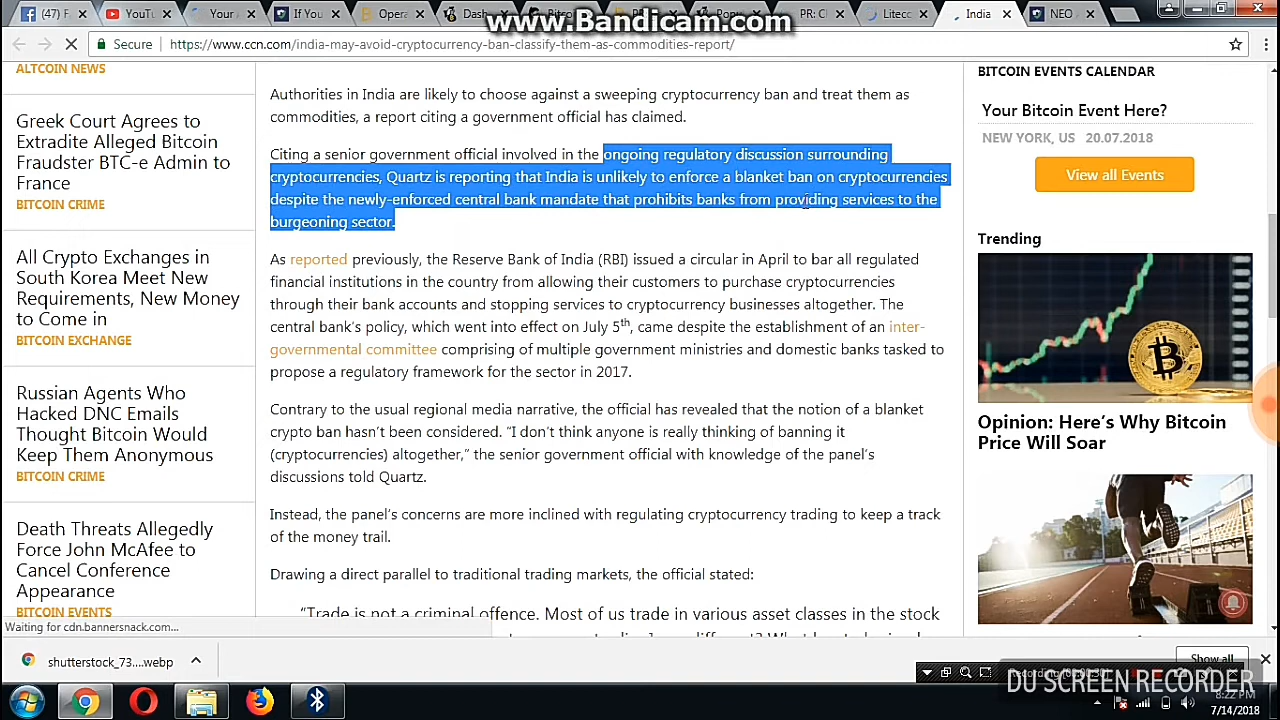 (47) F
YouTu
Your
If You
Opera
Dash
PR: Cl
Litecc
India
NEO
www.Bandicam.com
Secure
https://www.ccn.com/india-may-avoid-cryptocurrency-ban-classify-them-as-commodities-report/
ALTCOIN NEWS
Greek Court Agrees to
Extradite Alleged Bitcoin
Fraudster BTC-e Admin to
France
BITCOIN CRIME
All Crypto Exchanges in
South Korea Meet New
Requirements, New Money
to Come in
BITCOIN EXCHANGE
Russian Agents Who
Hacked DNC Emails
Thought Bitcoin Would
Keep Them Anonymous
BITCOIN CRIME
Death Threats Allegedly
Force John McAfee to
Cancel Conference
Appearance
BITCOIN EVENTS
Waiting for cdn.bannersnack.com...
Authorities in India are likely to choose against a sweeping cryptocurrency ban and treat them as
commodities, a report citing a government official has claimed.
Citing a senior government official involved in the ongoing regulatory discussion surrounding
cryptocurrencies, Quartz is reporting that India is unlikely to enforce a blanket ban on cryptocurrencies
despite the newly-enforced central bank mandate that prohibits banks from providing services to the
burgeoning sector.
As reported previously, the Reserve Bank of India (RBI) issued a circular in April to bar all regulated
financial institutions in the country from allowing their customers to purchase cryptocurrencies
through their bank accounts and stopping services to cryptocurrency businesses altogether. The
central bank's policy, which went into effect on July 5th, came despite the establishment of an inter-
governmental committee comprising of multiple government ministries and domestic banks tasked to
propose a regulatory framework for the sector in 2017.
Contrary to the usual regional media narrative, the official has revealed that the notion of a blanket
crypto ban hasn't been considered. “I don't think anyone is really thinking of banning it
(cryptocurrencies) altogether,” the senior government official with knowledge of the panel's
discussions told Quartz.
Instead, the panel's concerns are more inclined with regulating cryptocurrency trading to keep a track
of the money trail.
Drawing a direct parallel to traditional trading markets, the official stated:
“Trade is not a criminal offence. Most of us trade in various asset classes in the stock
BITCOIN EVENTS CALENDAR
Your Bitcoin Event Here?
NEW YORK, US 20.07.2018
View all Events
Trending
Opinion: Here's Why Bitcoin
Price Will Soar
shutterstock_73....webp
Show all
Recording [00:00:30]
DU SCREEN RECORDER
8:22 PM
7/14/2018